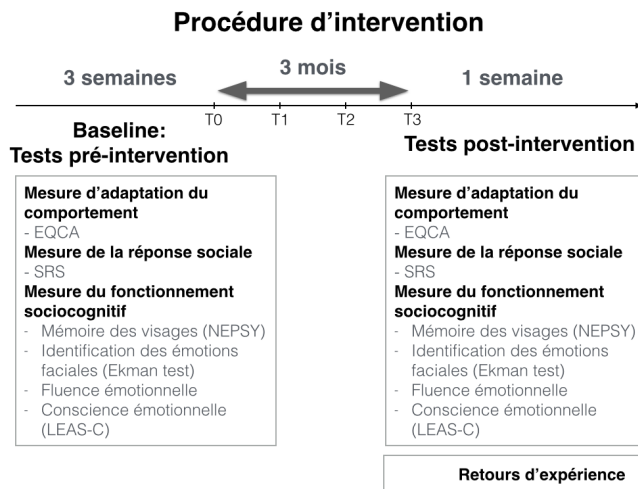 Procédure d'intervention
3 semaines
3 mois
1 semaine
T0
T1
T2
T3
Baseline:
Tests pré-intervention
Tests post-intervention
Mesure d'adaptation du
comportement
- EQCA
Mesure de la réponse sociale
- SRS
Mesure du fonctionnement
sociocognitif
- Mémoire des visages (NEPSY)
- Identification des émotions
faciales (Ekman test)
- Fluence émotionnelle
- Conscience émotionnelle
(LEAS-C)
Mesure d'adaptation du
comportement
- EQCA
Mesure de la réponse sociale
- SRS
Mesure du fonctionnement
sociocognitif
- Mémoire des visages (NEPSY)
- Identification des émotions
faciales (Ekman test)
- Fluence émotionnelle
- Conscience émotionnelle
(LEAS-C)
Retours d'expérience